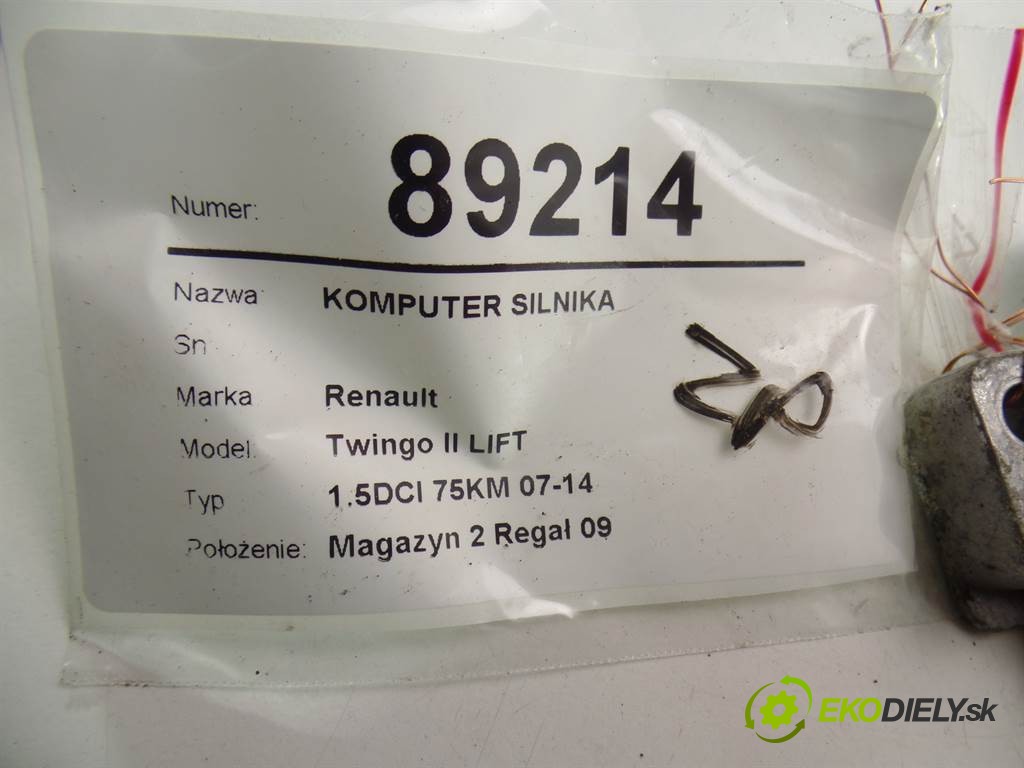 Numer: 89214
Nazwa KOMPUTER SILNIKA
Sn
Marka Renault
Model: Twingo II LIFT
Typ 1.5DCI 75KM 07-14
Położenie: Magazyn 2 Regał 09
EKODIELY.sk